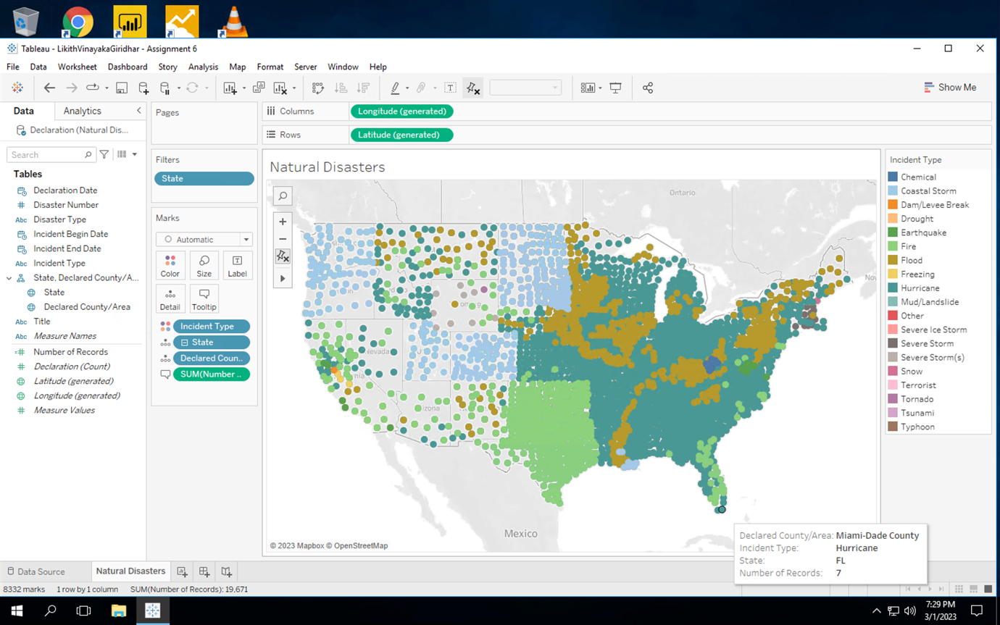 Tableau - LikithVinayakaGiridhar - Assignment 6
File Data Worksheet Dashboard Story Analysis Map Format Server Window Help
Show Me
Data Analytics
Declaration (Natural Dis...
Search
Tables
Declaration Date
# Disaster Number
Abc Disaster Type
Incident Begin Date
Incident End Date
Abc Incident Type
State, Declared County/A...
State
Declared County/Area
Abc Title
Abc Measure Names
=# Number of Records
# Declaration (Count)
Latitude (generated)
Longitude (generated)
# Measure Values
Pages
Filters
State
Marks
Automatic
Color Size Label
Detail Tooltip
Incident Type
State
Declared Coun..
SUM(Number ..
Columns Longitude (generated)
Rows Latitude (generated)
Natural Disasters
Ontario
Nevada
Mexico
© 2023 Mapbox © OpenStreetMap
Declared County/Area: Miami-Dade County
Incident Type: Hurricane
State: FL
Number of Records: 7
Incident Type
Chemical
Coastal Storm
Dam/Levee Break
Drought
Earthquake
Fire
Flood
Freezing
Hurricane
Mud/Landslide
Other
Severe Ice Storm
Severe Storm
Severe Storm(s)
Snow
Terrorist
Tornado
Tsunami
Typhoon
Data Source Natural Disasters
8332 marks 1 row by 1 column SUM(Number of Records): 19,671
7:29 PM
3/1/2023